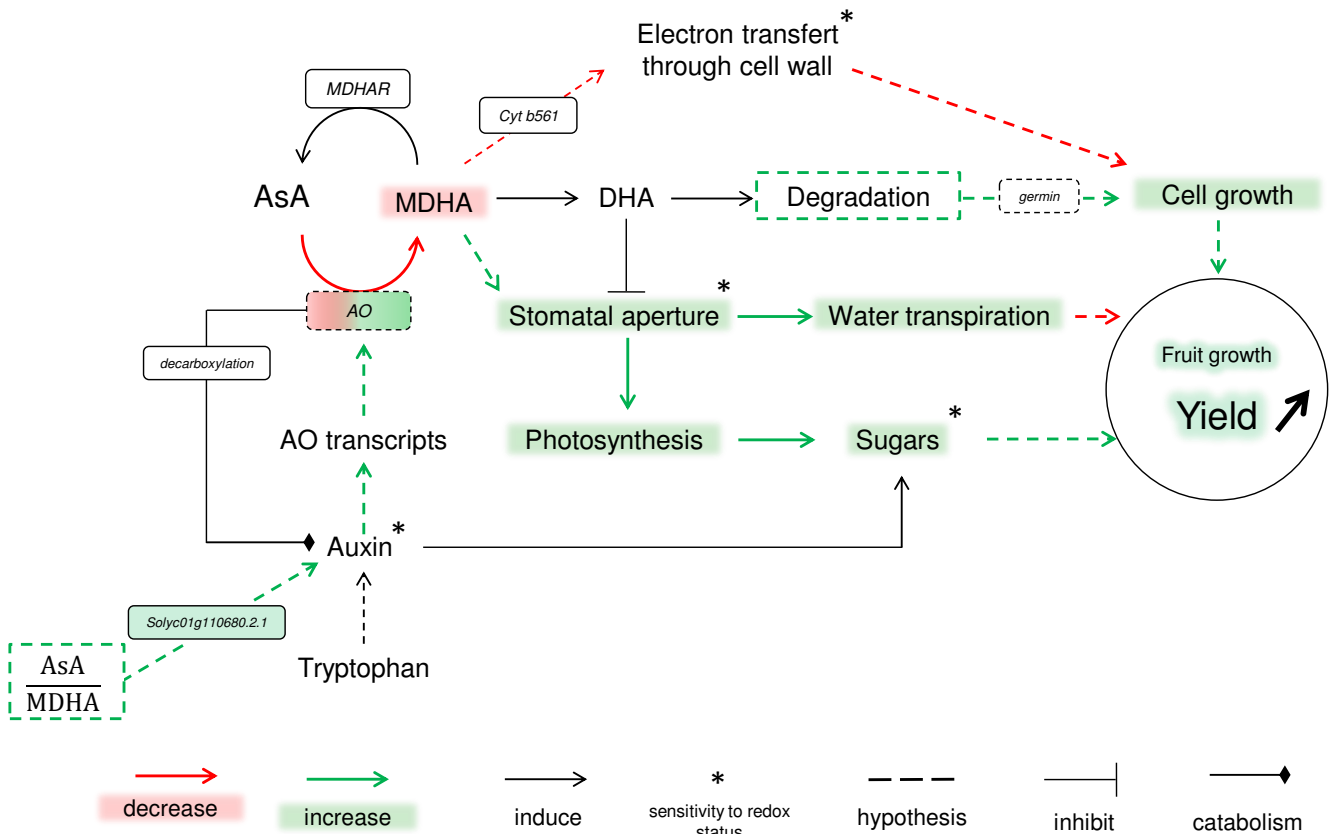 Electron transfert*
through cell wall
MDHAR
Cyt b561
AsA
MDHA
DHA
Degradation
germin
Cell growth
AO
Stomatal aperture*
Water transpiration
Fruit growth
Yield
decarboxylation
AO transcripts
Photosynthesis
Sugars*
Auxin*
Solyc01g110680.2.1
AsA
MDHA
Tryptophan
decrease
increase
induce
*
sensitivity to redox
status
hypothesis
inhibit
catabolism